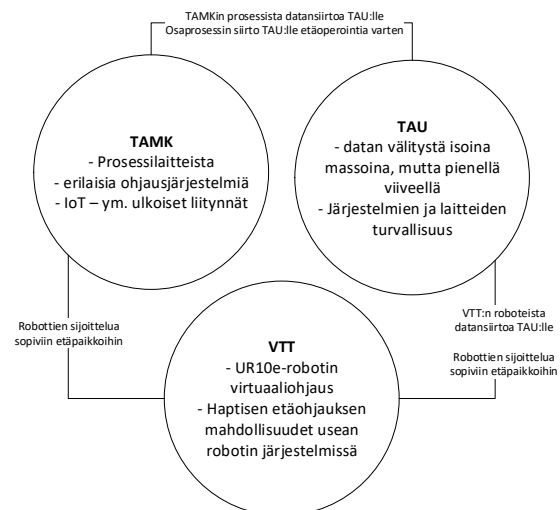 TAMKin prosessista datansiirtoa TAU:lle
Osaprosessin siirto TAU:lle etäoperointia varten
TAMK
- Prosessilaitteista
- erilaisia ohjausjärjestelmiä
- IoT – ym. ulkoiset liitynnät
TAU
- datan välitystä isoina
massoina, mutta pienellä
viiveellä
- Järjestelmien ja laitteiden
turvallisuus
Robottien sijoittelua
sopiviin etäpaikkoihin
VTT
- UR10e-robotin
virtuaaliohjaus
- Haptisen etäohjauksen
mahdollisuudet usean
robotin järjestelmissä
VTT:n roboteista
datansiirtoa TAU:lle
Robottien sijoittelua
sopiviin etäpaikkoihin